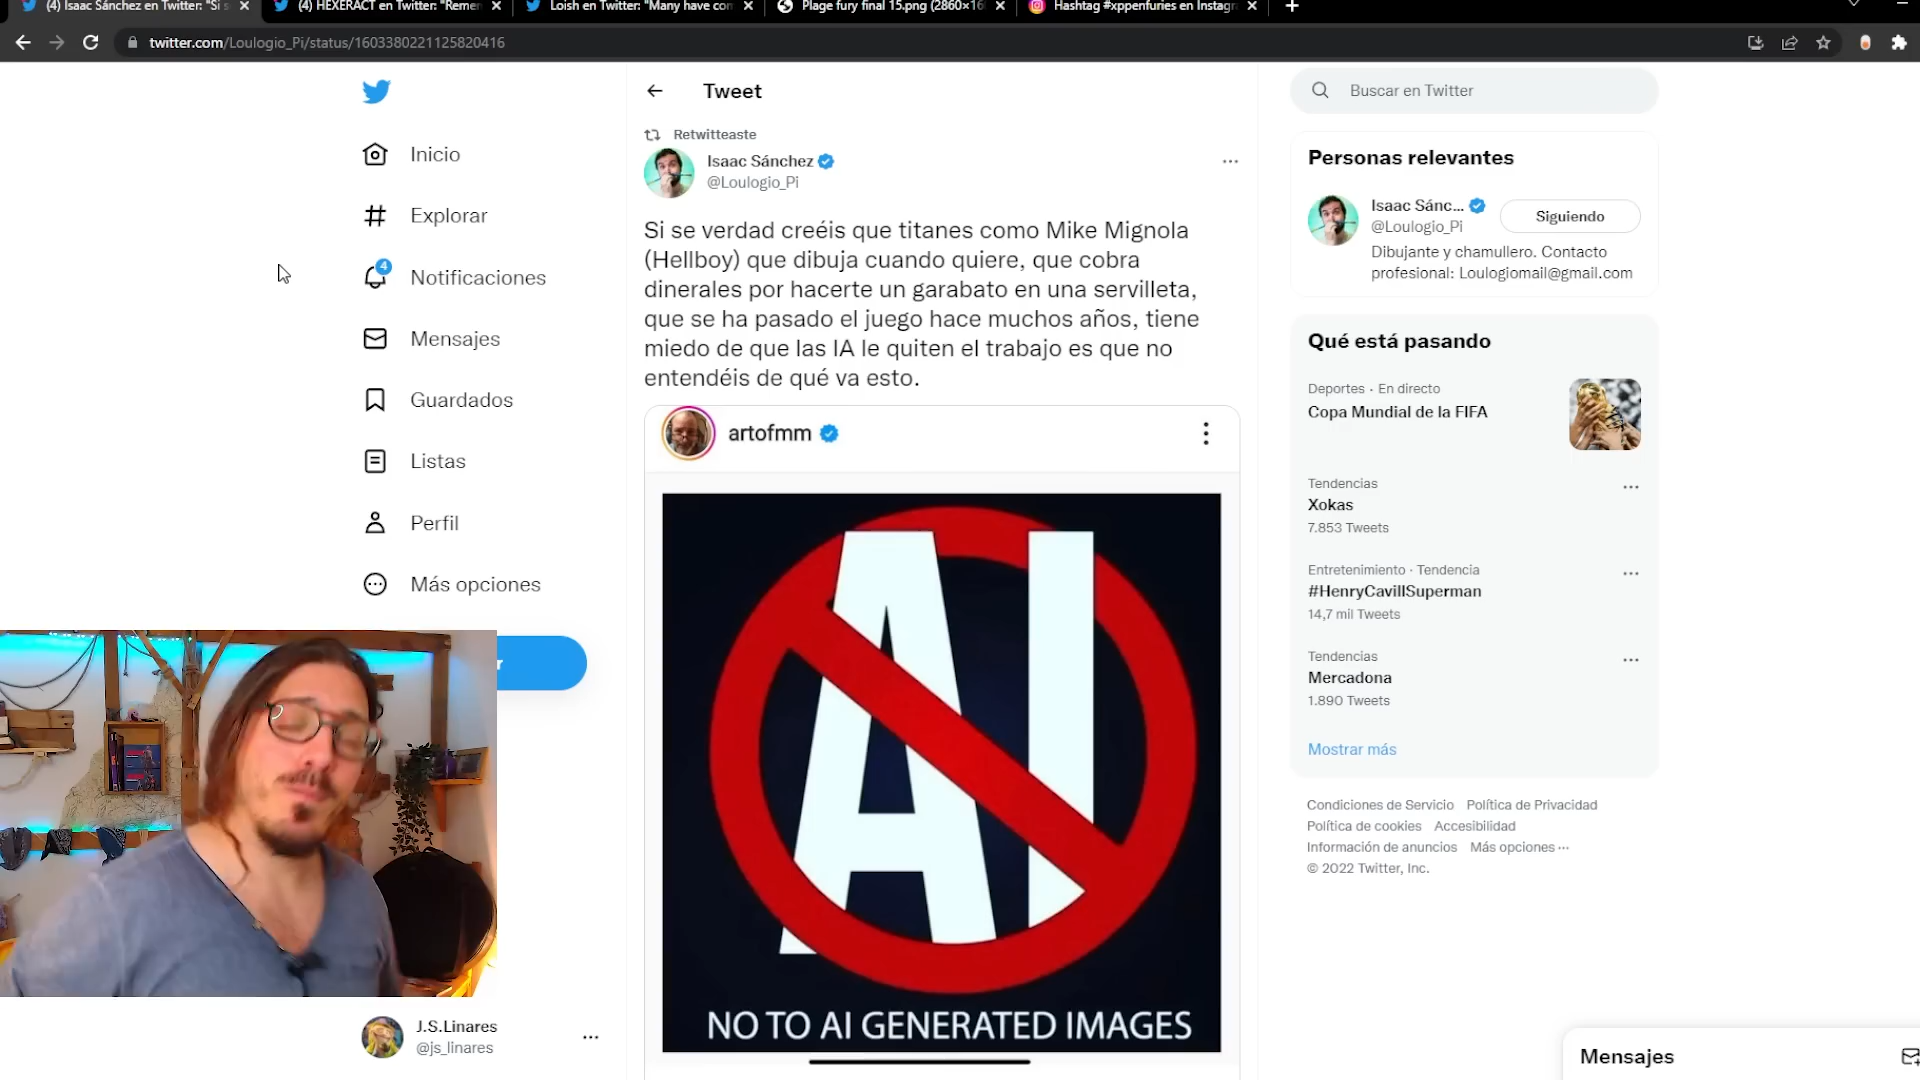 (4) Isaac Sánchez en Twitter: "Si s
(4) HEXERACT en Twitter: "Remen
Loish en Twitter: "Many have con
Plage fury final 15.png (2860×16
Hashtag #xppenfuries en Instagra
twitter.com/Loulogio_Pi/status/1603380221125820416
Inicio
Explorar
4
Notificaciones
Mensajes
Guardados
Listas
Perfil
Más opciones
r
J.S.Linares
@js_linares
Tweet
Retwitteaste
Isaac Sánchez
@Loulogio_Pi
Si se verdad creéis que titanes como Mike Mignola
(Hellboy) que dibuja cuando quiere, que cobra
dinerales por hacerte un garabato en una servilleta,
que se ha pasado el juego hace muchos años, tiene
miedo de que las IA le quiten el trabajo es que no
entendéis de qué va esto.
artofmm
AI
NO TO AI GENERATED IMAGES
Buscar en Twitter
Personas relevantes
Isaac Sánc...
@Loulogio_Pi
Siguiendo
Dibujante y chamullero. Contacto
profesional: Loulogiomail@gmail.com
Qué está pasando
Deportes · En directo
Copa Mundial de la FIFA
Tendencias
Xokas
7.853 Tweets
Entretenimiento · Tendencia
#HenryCavillSuperman
14,7 mil Tweets
Tendencias
Mercadona
1.890 Tweets
Mostrar más
Condiciones de Servicio Política de Privacidad
Política de cookies Accesibilidad
Información de anuncios Más opciones ···
© 2022 Twitter, Inc.
Mensajes